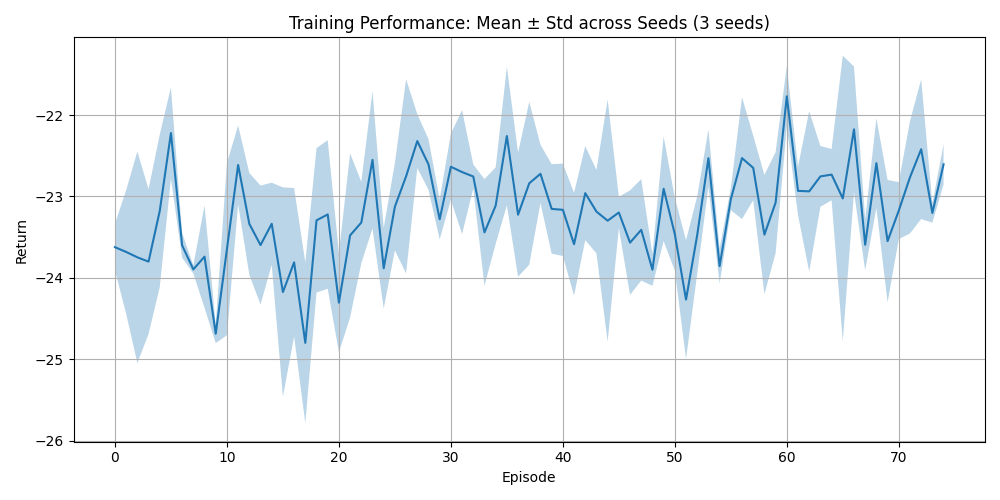 Training Performance: Mean ± Std across Seeds (3 seeds)
Return
−22
−23
−24
−25
−26
0 10 20 30 40 50 60 70
Episode